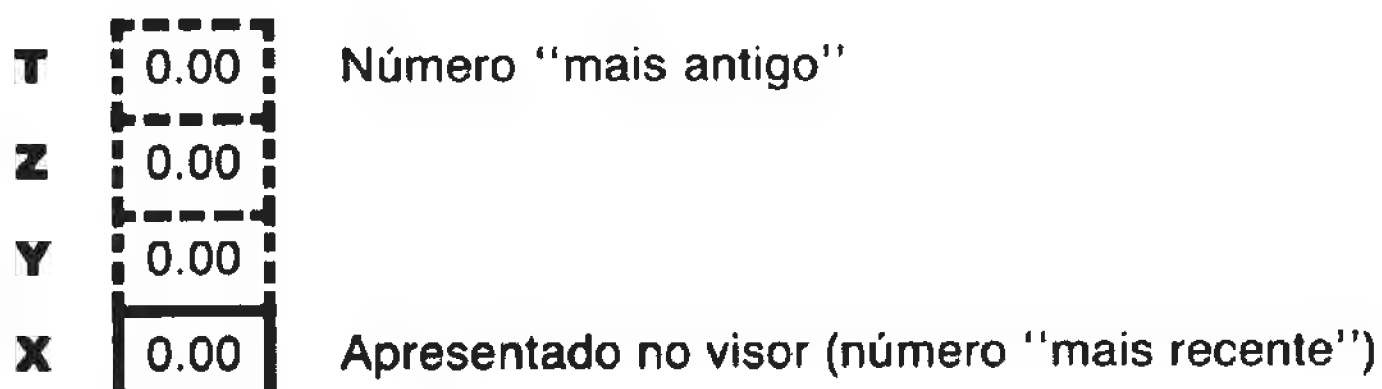 T 0.00 Número ‘‘mais antigo’’
Z 0.00
Y 0.00
X 0.00 Apresentado no visor (número ‘‘mais recente’’)